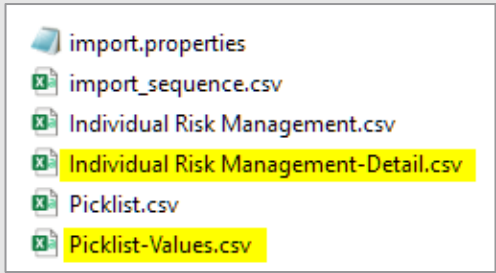 import.properties
import_sequence.csv
Individual Risk Management.csv
Individual Risk Management-Detail.csv
Picklist.csv
Picklist-Values.csv